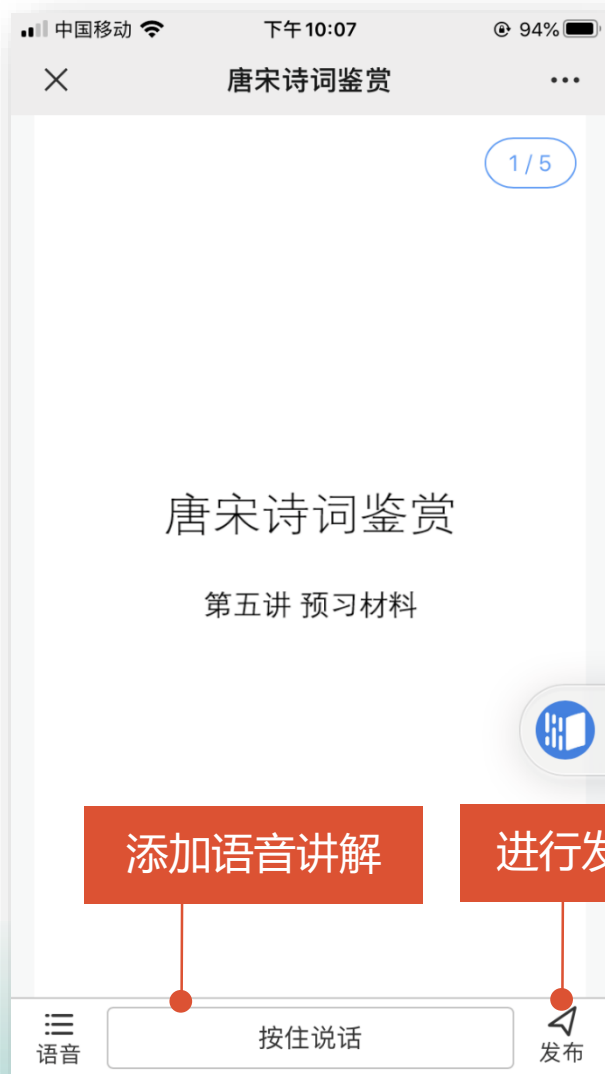 中国移动 下午10:07 94%
唐宋诗词鉴赏
1 / 5
唐宋诗词鉴赏
第五讲 预习材料
添加语音讲解 进行发
语音 按住说话 发布